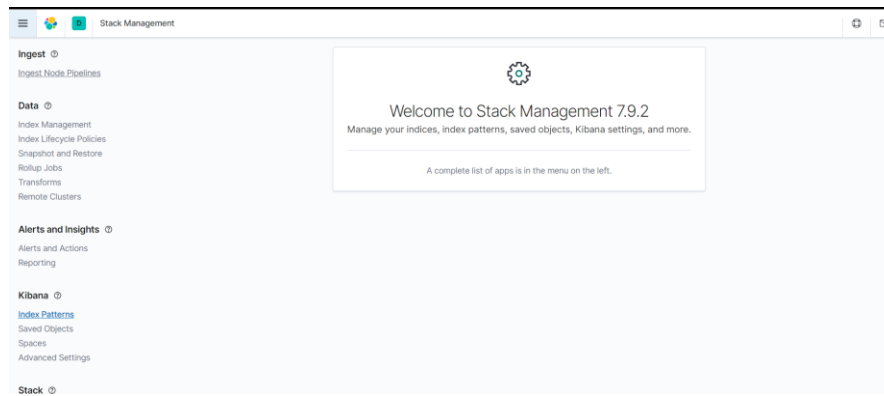 D Stack Management
Ingest
Ingest Node Pipelines
Data
Index Management
Index Lifecycle Policies
Snapshot and Restore
Rollup Jobs
Transforms
Remote Clusters
Alerts and Insights
Alerts and Actions
Reporting
Kibana
Index Patterns
Saved Objects
Spaces
Advanced Settings
Stack
Welcome to Stack Management 7.9.2
Manage your indices, index patterns, saved objects, Kibana settings, and more.
A complete list of apps is in the menu on the left.